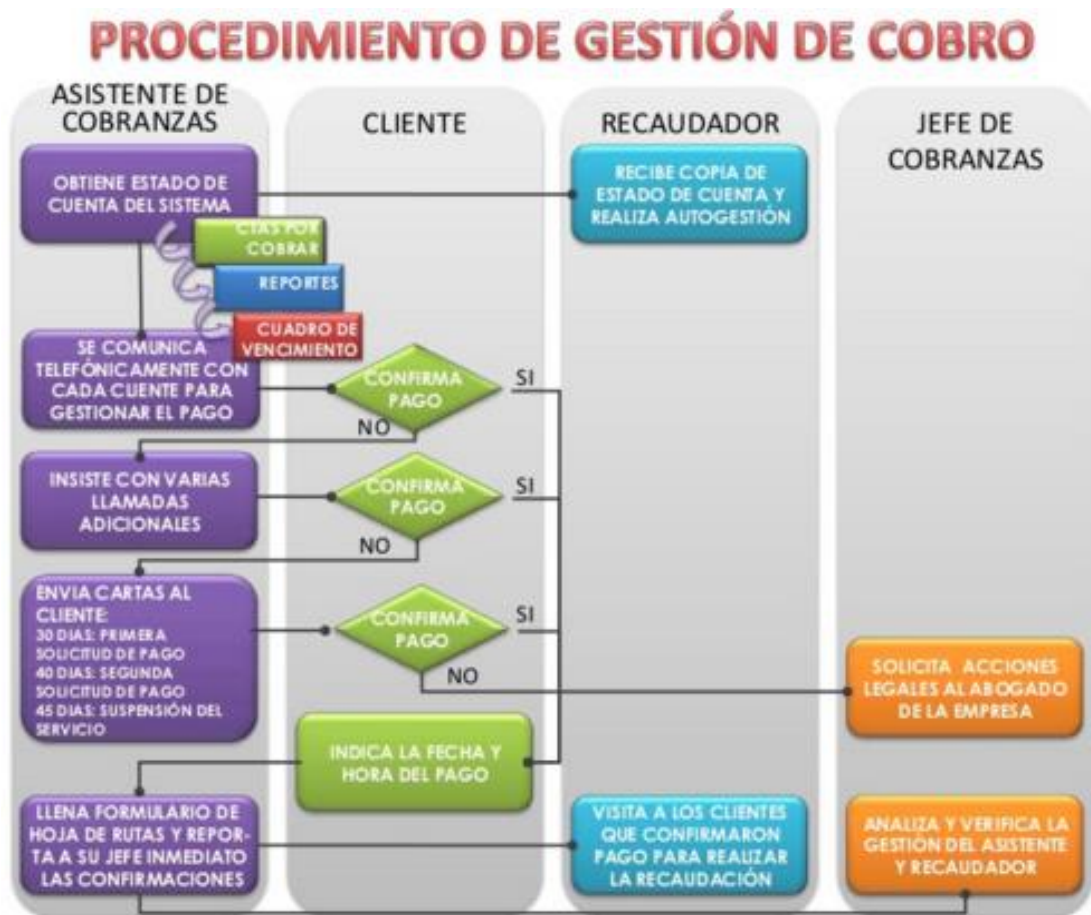 PROCEDIMIENTO DE GESTIÓN DE COBRO
ASISTENTE DE
COBRANZAS
CLIENTE
RECAUDADOR
JEFE DE
COBRANZAS
OBTIENE ESTADO DE
CUENTA DEL SISTEMA
RECIBE COPIA DE
ESTADO DE CUENTA Y
REALIZA AUTOGESTIÓN
CTAS POR
COBRAR
REPORTES
CUADRO DE
VENCIMIENTO
SE COMUNICA
TELEFÓNICAMENTE CON
CADA CLIENTE PARA
GESTIONAR EL PAGO
CONFIRMA
PAGO
SI
NO
INSISTE CON VARIAS
LLAMADAS
ADICIONALES
CONFIRMA
PAGO
SI
NO
ENVIA CARTAS AL
CLIENTE:
30 DIAS: PRIMERA
SOLICITUD DE PAGO
40 DIAS: SEGUNDA
SOLICITUD DE PAGO
45 DIAS: SUSPENSIÓN DEL
SERVICIO
CONFIRMA
PAGO
SI
NO
SOLICITA ACCIONES
LEGALES AL ABOGADO
DE LA EMPRESA
INDICA LA FECHA Y
HORA DEL PAGO
LLENA FORMULARIO DE
HOJA DE RUTAS Y REPOR-
TA A SU JEFE INMEDIATO
LAS CONFIRMACIONES
VISITA A LOS CLIENTES
QUE CONFIRMARON
PAGO PARA REALIZAR
LA RECAUDACIÓN
ANALIZA Y VERIFICA LA
GESTIÓN DEL ASISTENTE
Y RECAUDADOR